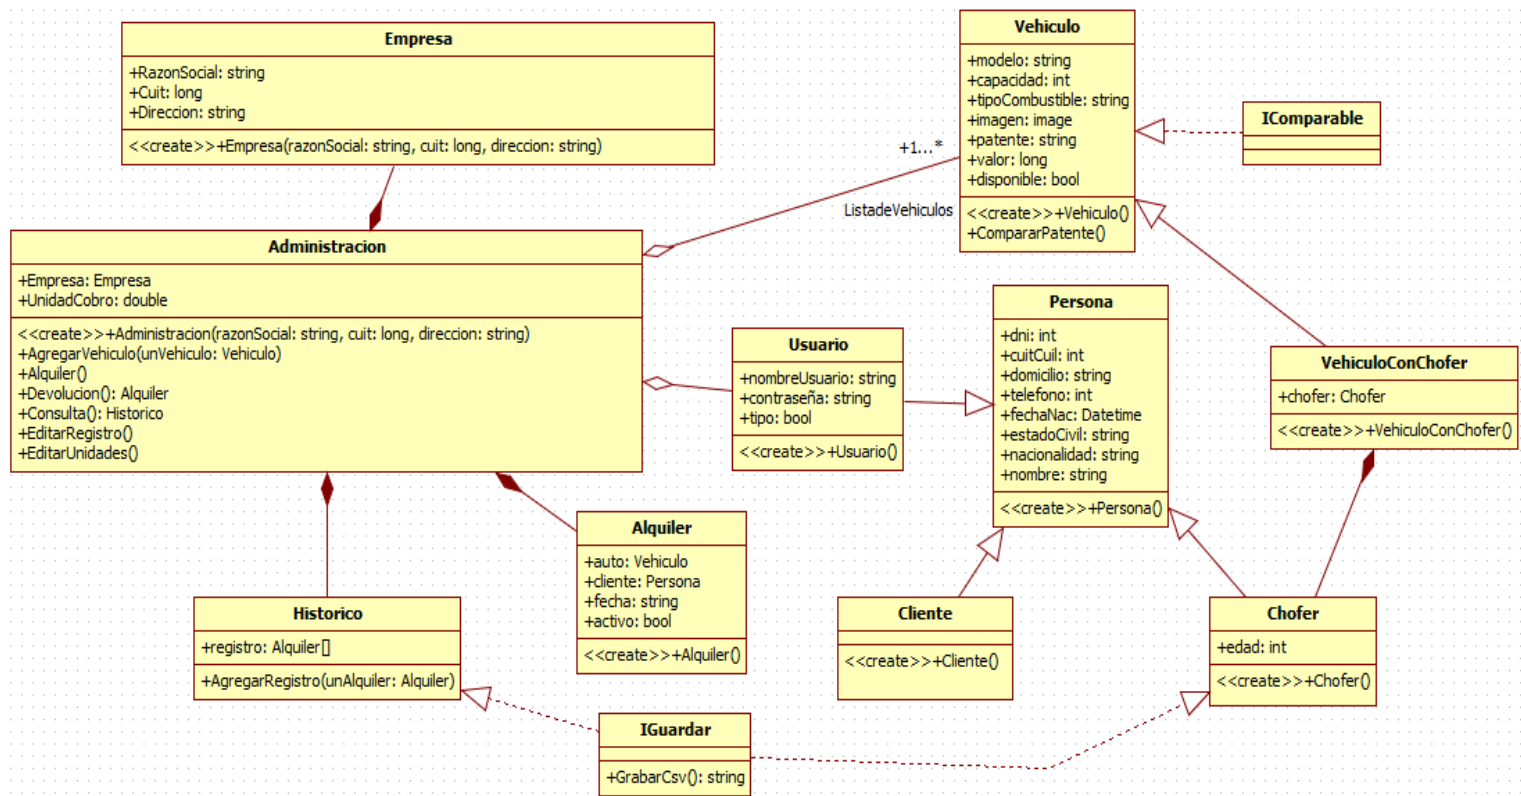 Empresa
+RazonSocial: string
+Cuit: long
+Direccion: string
<<create>>+Empresa(razonSocial: string, cuit: long, direccion: string)
Vehiculo
+modelo: string
+capacidad: int
+tipoCombustible: string
+imagen: image
+patente: string
+valor: long
+disponible: bool
<<create>>+Vehiculo()
+CompararPatente()
IComparable
+1...*
ListadeVehiculos
Administracion
+Empresa: Empresa
+UnidadCobro: double
<<create>>+Administracion(razonSocial: string, cuit: long, direccion: string)
+AgregarVehiculo(unVehiculo: Vehiculo)
+Alquiler()
+Devolucion(): Alquiler
+Consulta(): Historico
+EditarRegistro()
+EditarUnidades()
Usuario
+nombreUsuario: string
+contraseña: string
+tipo: bool
<<create>>+Usuario()
Persona
+dni: int
+cuitCuil: int
+domicilio: string
+telefono: int
+fechaNac: Datetime
+estadoCivil: string
+nacionalidad: string
+nombre: string
<<create>>+Persona()
VehiculoConChofer
+chofer: Chofer
<<create>>+VehiculoConChofer()
Alquiler
+auto: Vehiculo
+cliente: Persona
+fecha: string
+activo: bool
<<create>>+Alquiler()
Historico
+registro: Alquiler[]
+AgregarRegistro(unAlquiler: Alquiler)
Cliente
<<create>>+Cliente()
Chofer
+edad: int
<<create>>+Chofer()
IGuardar
+GrabarCsv(): string